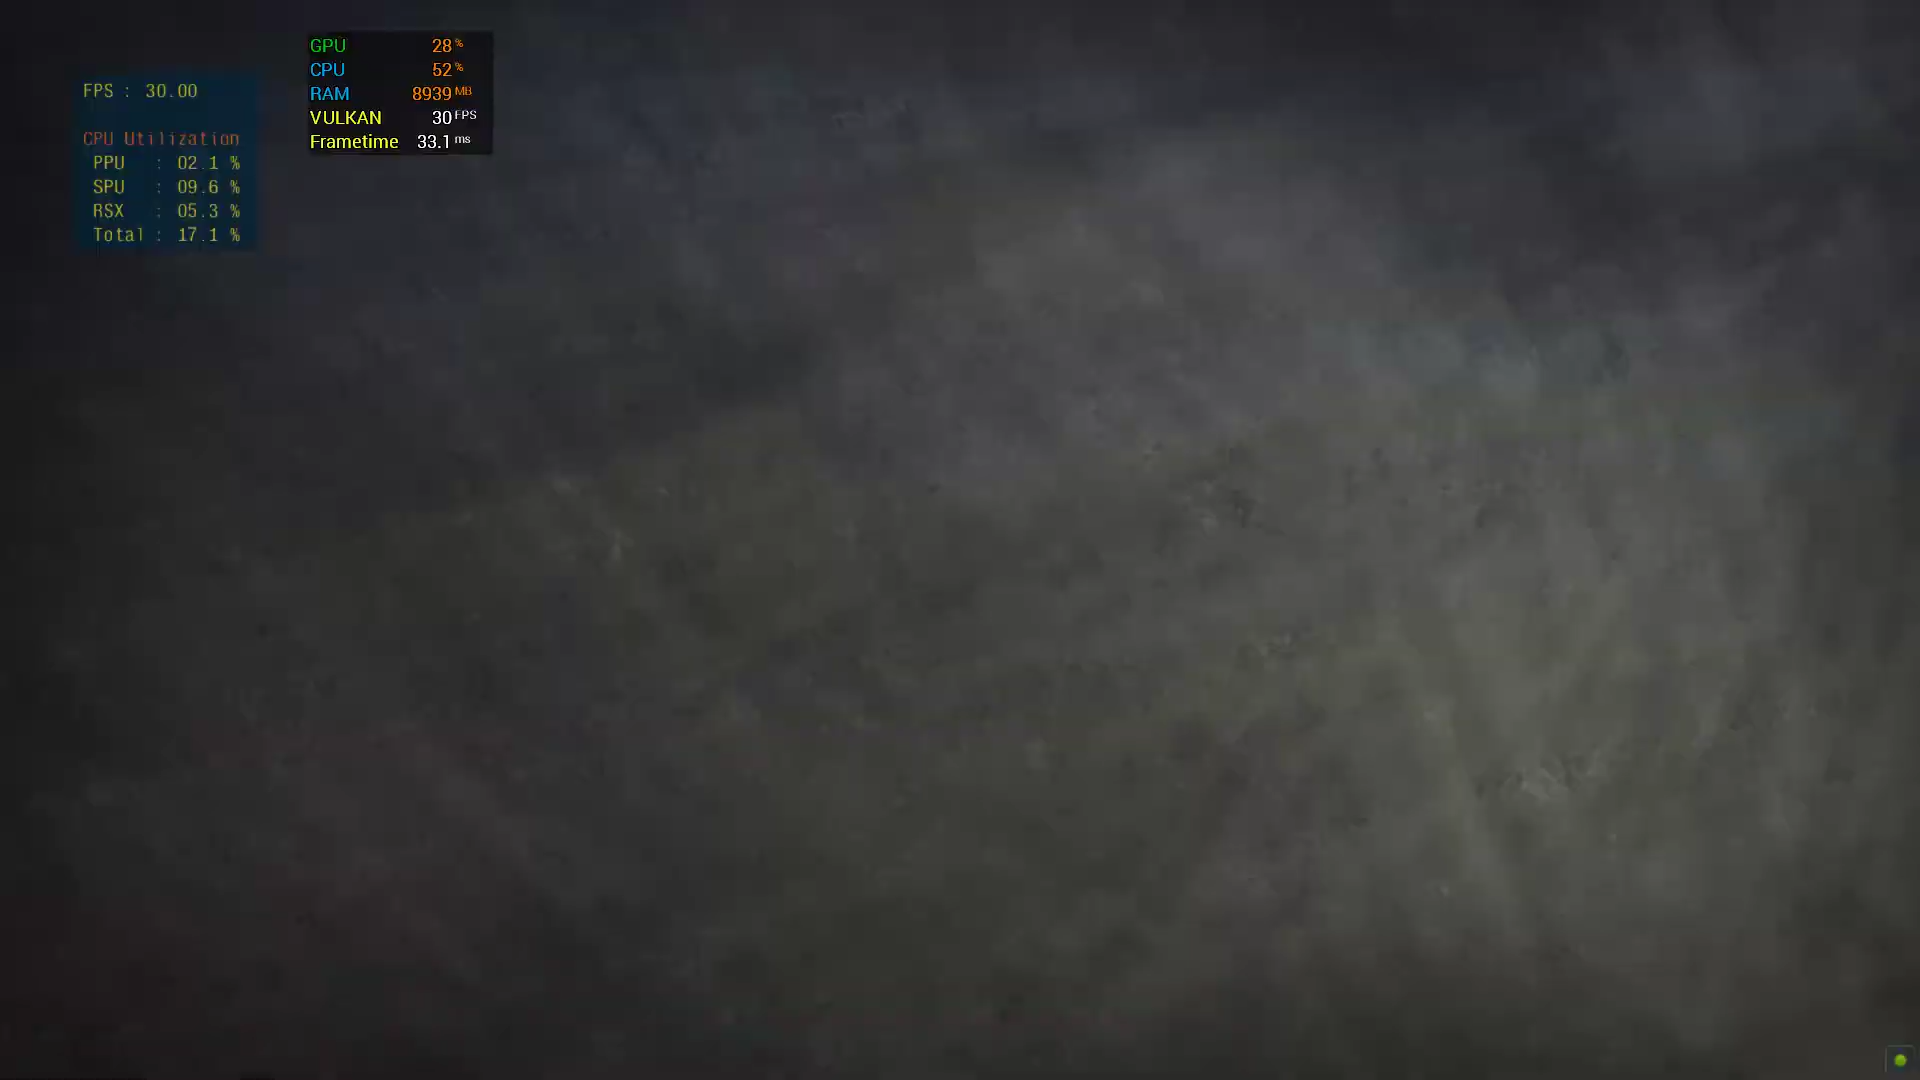 FPS : 30.00
CPU Utilization
PPU : 02.1 %
SPU : 09.6 %
RSX : 05.3 %
Total : 17.1 %
GPU 28 %
CPU 52 %
RAM 8939 MB
VULKAN 30 FPS
Frametime 33.1 ms